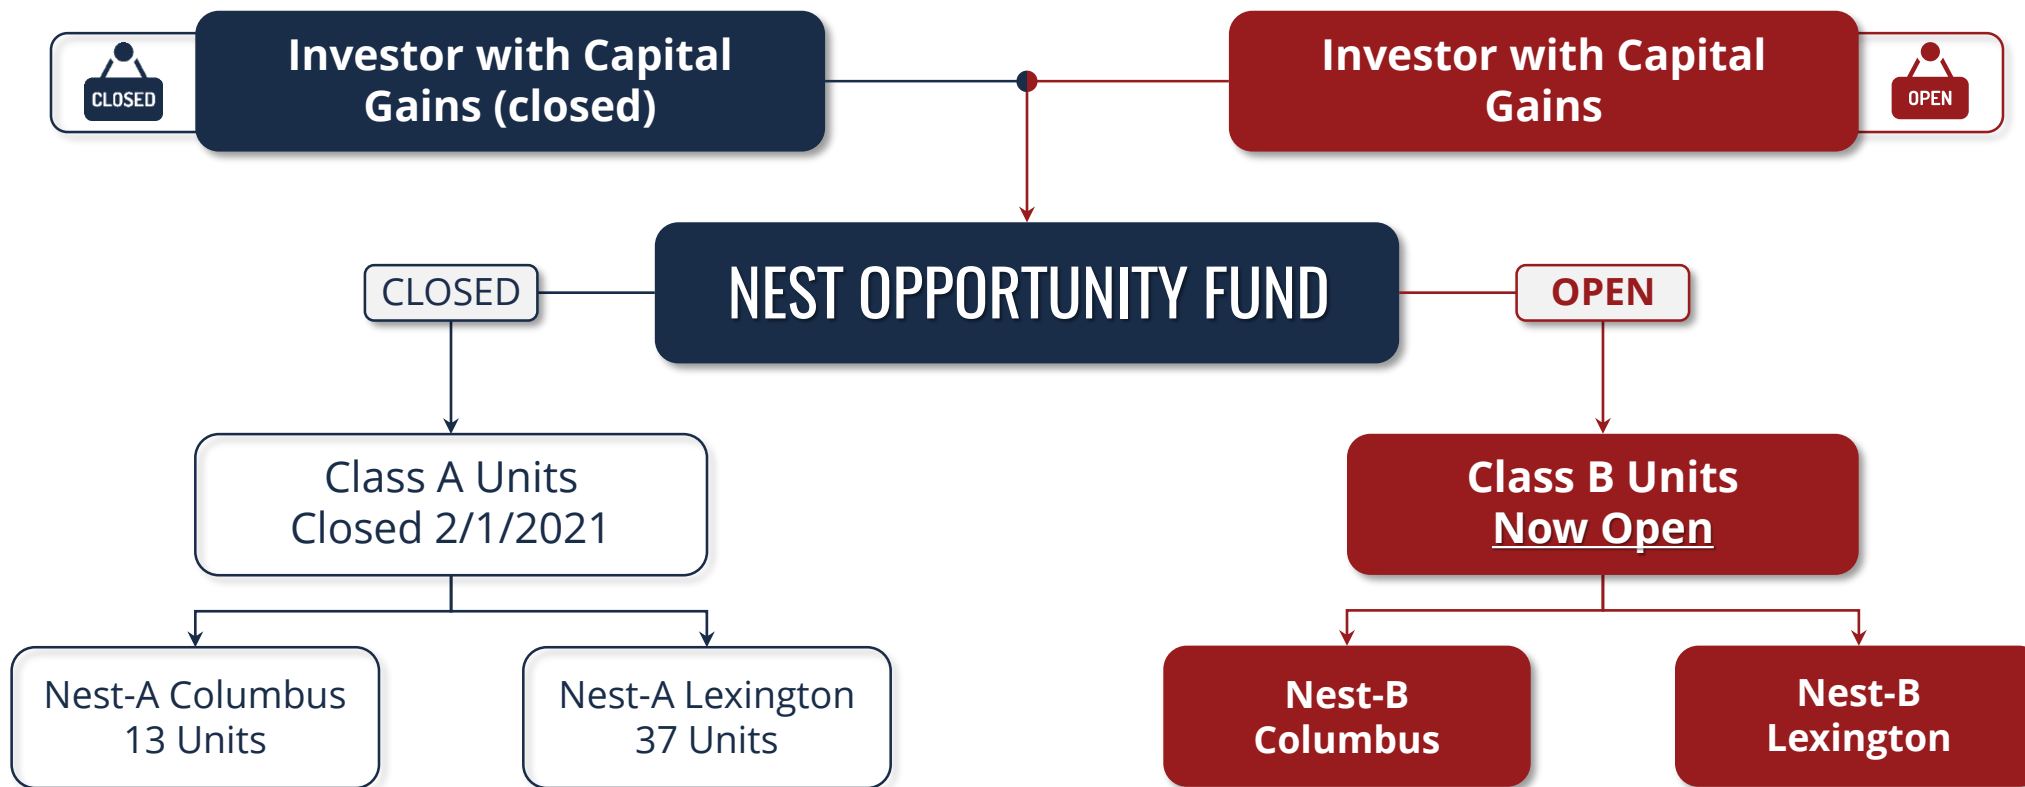 CLOSED
Investor with Capital
Gains (closed)
Investor with Capital
Gains
OPEN
CLOSED
NEST OPPORTUNITY FUND
OPEN
Class A Units
Closed 2/1/2021
Class B Units
Now Open
Nest-A Columbus
13 Units
Nest-A Lexington
37 Units
Nest-B
Columbus
Nest-B
Lexington